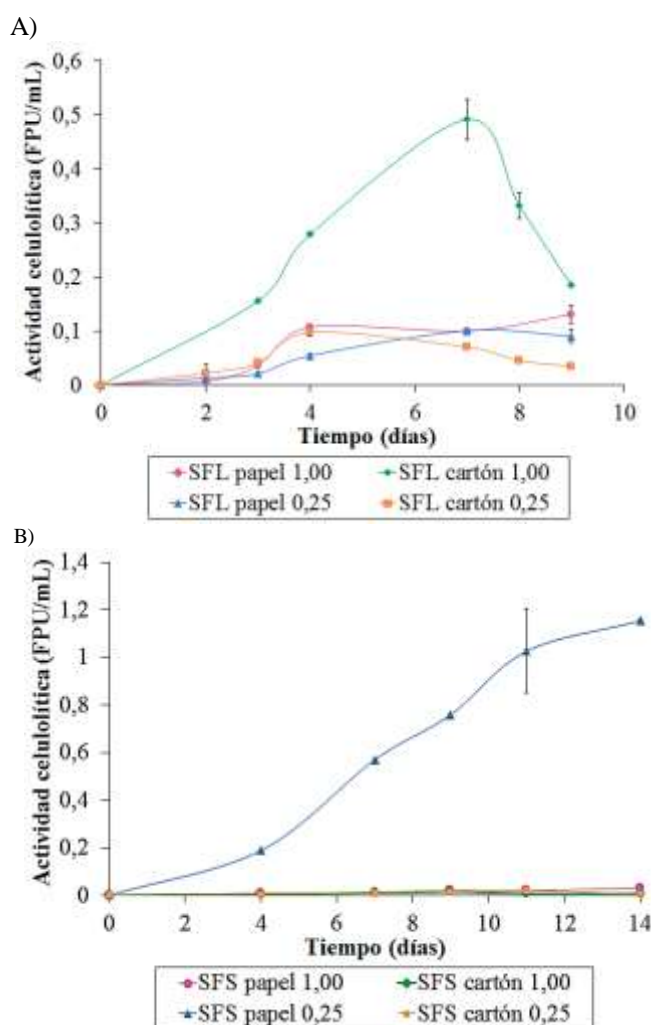 A)
0,6
0,5
0,4
0,3
0,2
0,1
0
Actividad celulolítica (FPU/mL)
0 2 4 6 8 10
Tiempo (días)
SFL papel 1,00 SFL cartón 1,00
SFL papel 0,25 SFL cartón 0,25
B)
1,4
1,2
1
0,8
0,6
0,4
0,2
0
Actividad celulolítica (FPU/mL)
0 2 4 6 8 10 12 14
Tiempo (días)
SFS papel 1,00 SFS cartón 1,00
SFS papel 0,25 SFS cartón 0,25